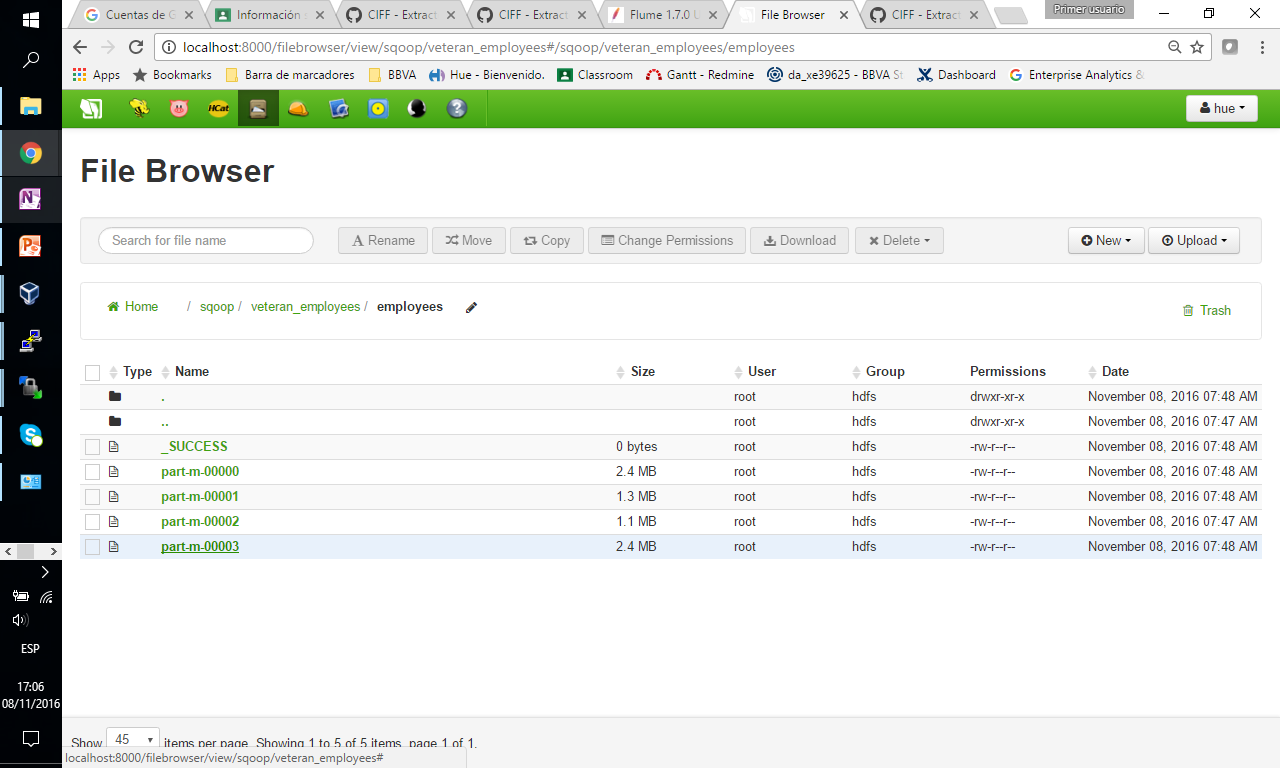 Cuentas de G
Información
CIFF - Extract
CIFF - Extract
Flume 1.7.0 U
File Browser
CIFF - Extract
Primer usuario
localhost:8000/filebrowser/view/sqoop/veteran_employees#/sqoop/veteran_employees/employees
Apps Bookmarks Barra de marcadores BBVA Hue - Bienvenido. Classroom Gantt - Redmine da_xe39625 - BBVA St Dashboard Enterprise Analytics &
HCat
hue
File Browser
Search for file name Rename Move Copy Change Permissions Download Delete New Upload
Home / sqoop / veteran_employees / employees Trash
Type Name Size User Group Permissions Date
. root hdfs drwxr-xr-x November 08, 2016 07:48 AM
.. root hdfs drwxr-xr-x November 08, 2016 07:47 AM
_SUCCESS 0 bytes root hdfs -rw-r--r-- November 08, 2016 07:48 AM
part-m-00000 2.4 MB root hdfs -rw-r--r-- November 08, 2016 07:48 AM
part-m-00001 1.3 MB root hdfs -rw-r--r-- November 08, 2016 07:48 AM
part-m-00002 1.1 MB root hdfs -rw-r--r-- November 08, 2016 07:47 AM
part-m-00003 2.4 MB root hdfs -rw-r--r-- November 08, 2016 07:48 AM
Show 45 items per page. Showing 1 to 5 of 5 items, page 1 of 1.
localhost:8000/filebrowser/view/sqoop/veteran_employees#
ESP
17:06
08/11/2016